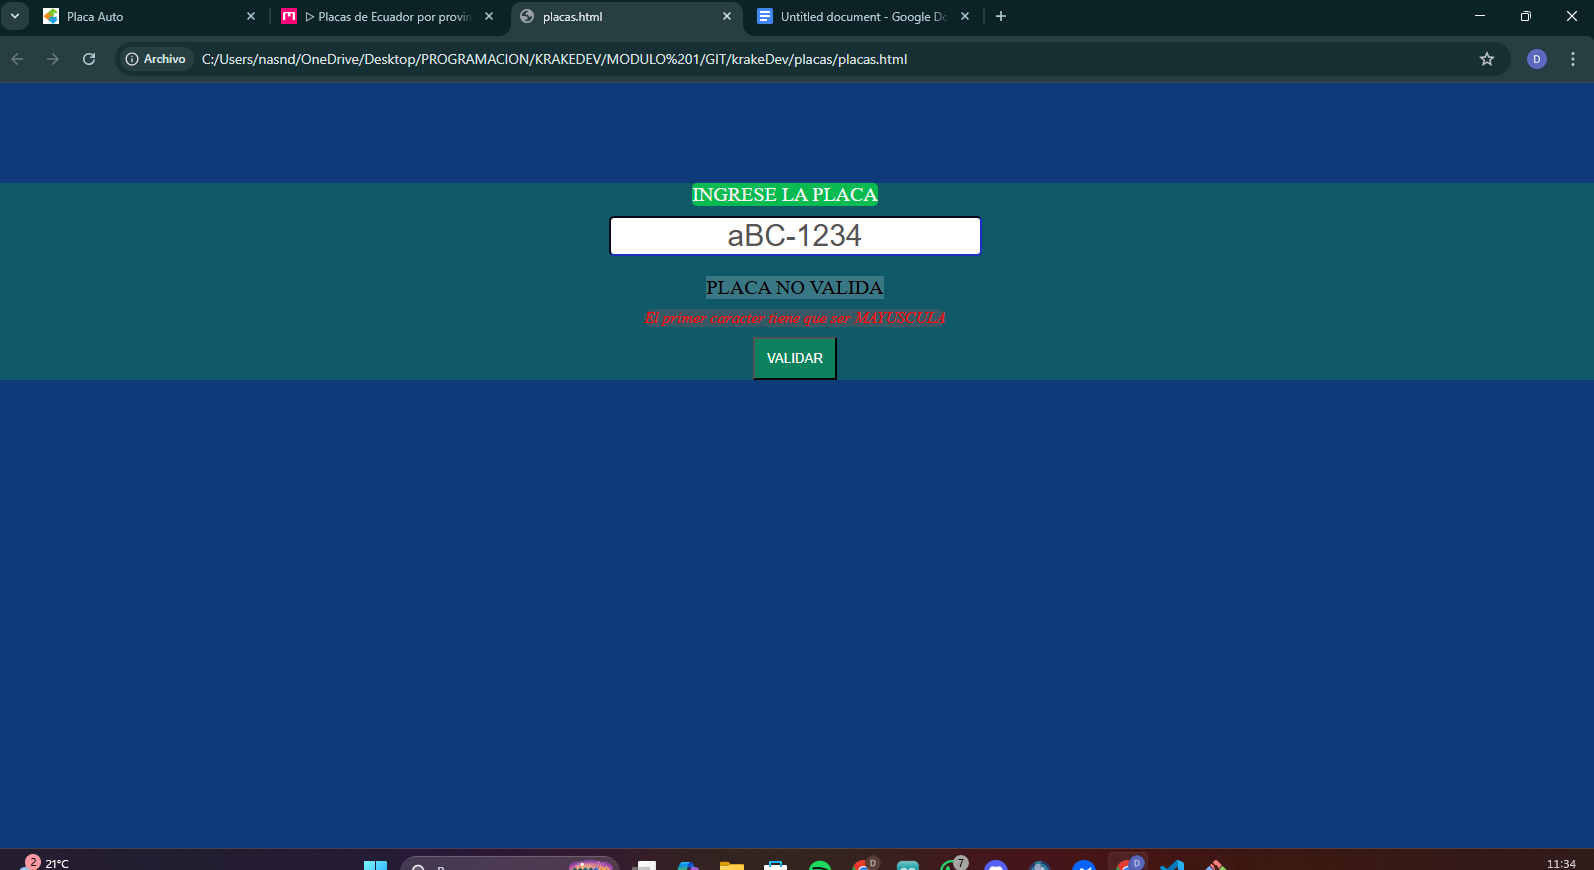 Placa Auto
▷ Placas de Ecuador por provin
placas.html
Untitled document - Google Do
Archivo
C:/Users/nasnd/OneDrive/Desktop/PROGRAMACION/KRAKEDEV/MODULO%201/GIT/krakeDev/placas/placas.html
D
INGRESE LA PLACA
aBC-1234
PLACA NO VALIDA
El primer caracter tiene que ser MAYUSCULA
VALIDAR
2
21°C
D
7
D
11:34